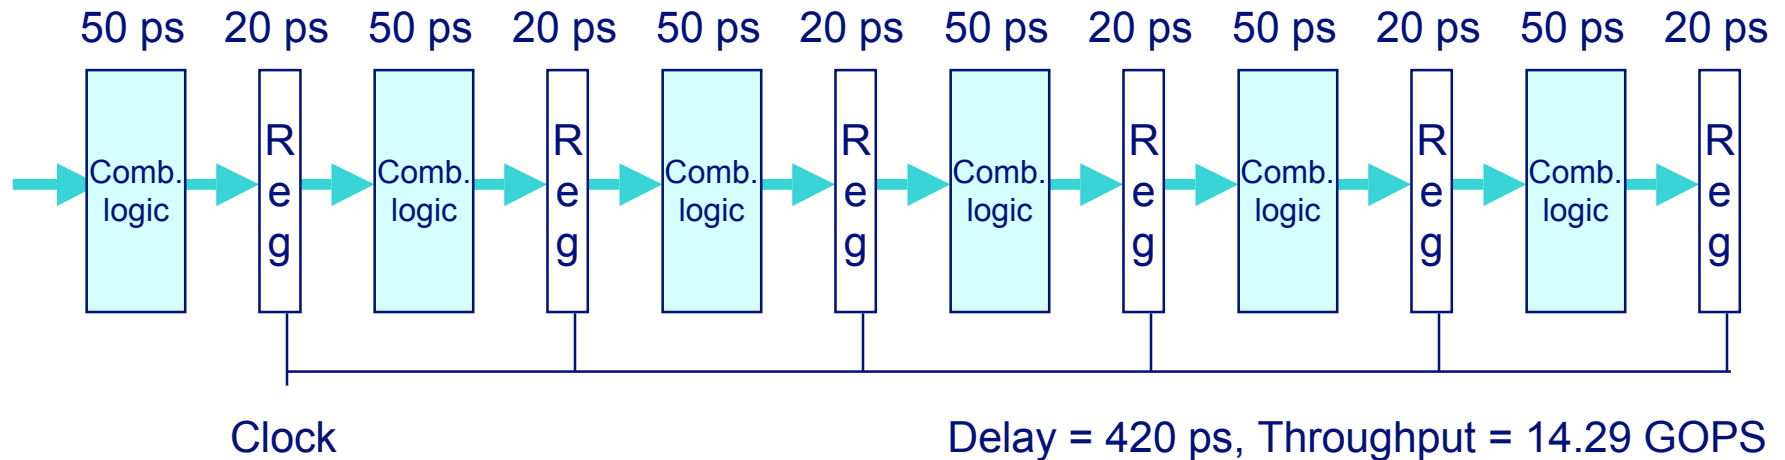 50 ps 20 ps 50 ps 20 ps 50 ps 20 ps 50 ps 20 ps 50 ps 20 ps 50 ps 20 ps
Comb.
logic
R
e
g
Comb.
logic
R
e
g
Comb.
logic
R
e
g
Comb.
logic
R
e
g
Comb.
logic
R
e
g
Comb.
logic
R
e
g
Clock
Delay = 420 ps, Throughput = 14.29 GOPS